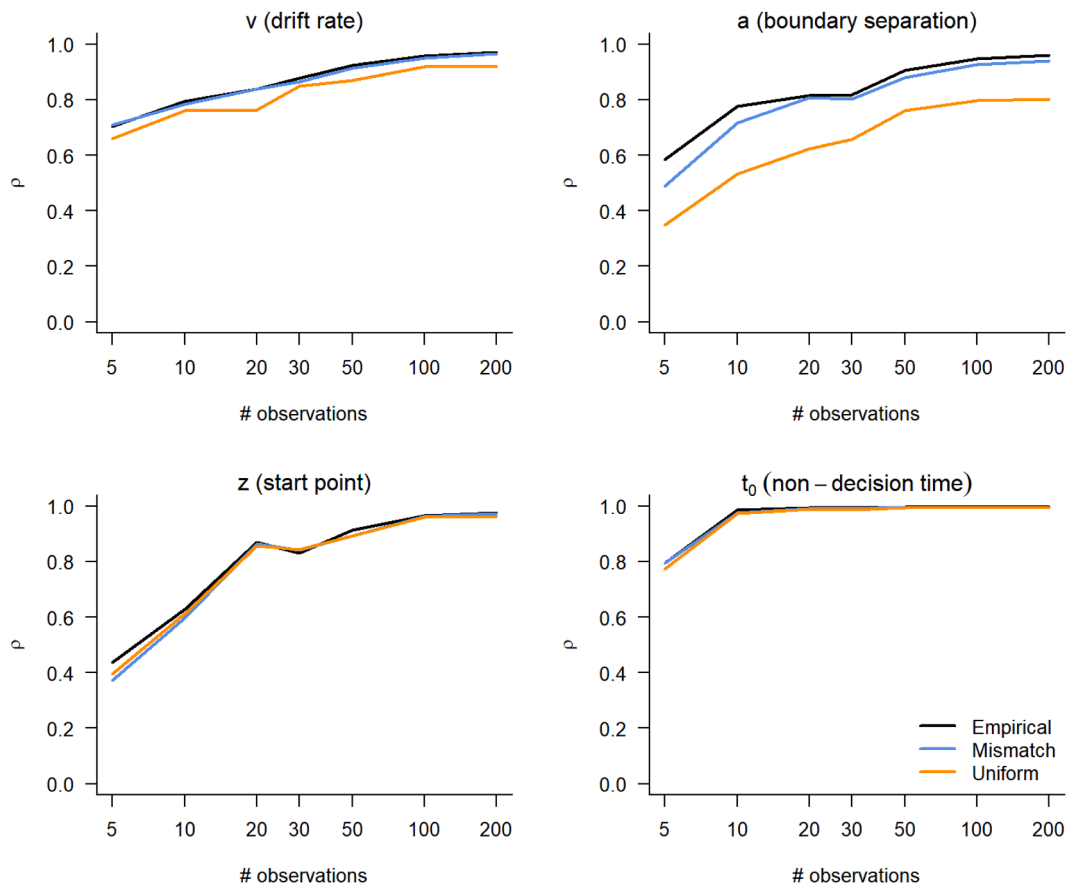 v (drift rate)
1.0
0.8
0.6
0.4
0.2
0.0
ρ
5 10 20 30 50 100 200
# observations
a (boundary separation)
1.0
0.8
0.6
0.4
0.2
0.0
ρ
5 10 20 30 50 100 200
# observations
z (start point)
1.0
0.8
0.6
0.4
0.2
0.0
ρ
5 10 20 30 50 100 200
# observations
t₀ (non – decision time)
1.0
0.8
0.6
0.4
0.2
0.0
ρ
Empirical
Mismatch
Uniform
5 10 20 30 50 100 200
# observations